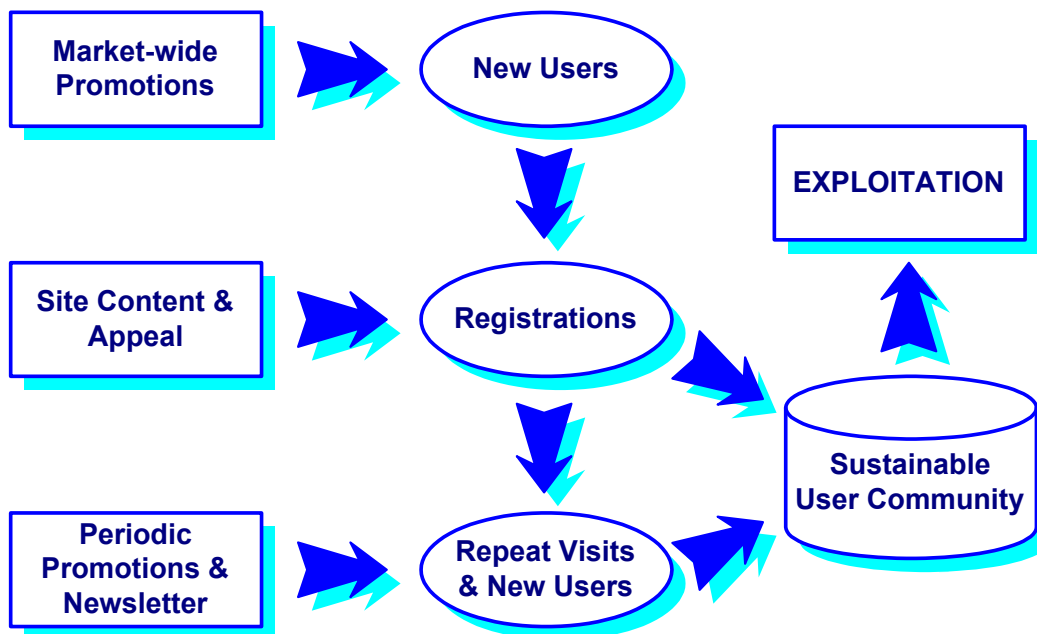 Market-wide
Promotions
New Users
EXPLOITATION
Site Content &
Appeal
Registrations
Sustainable
User Community
Periodic
Promotions &
Newsletter
Repeat Visits
& New Users